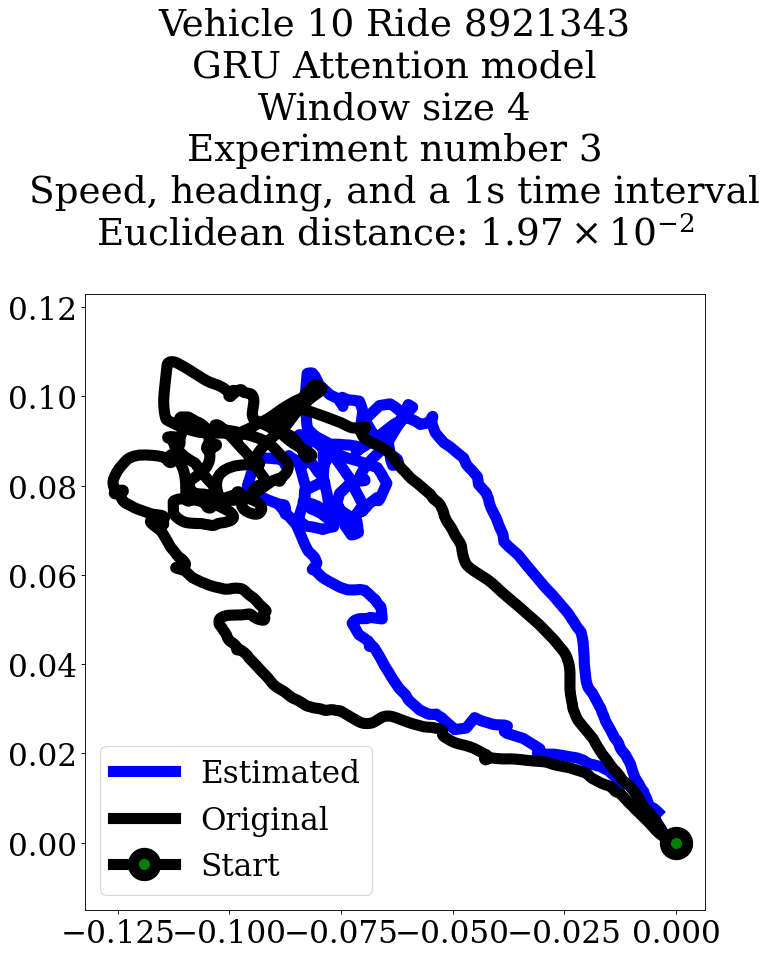 Vehicle 10 Ride 8921343
GRU Attention model
Window size 4
Experiment number 3
Speed, heading, and a 1s time interval
Euclidean distance: 1.97 × 10⁻²
0.12
0.10
0.08
0.06
0.04
0.02
0.00
Estimated
Original
Start
−0.125 −0.100 −0.075 −0.050 −0.025 0.000